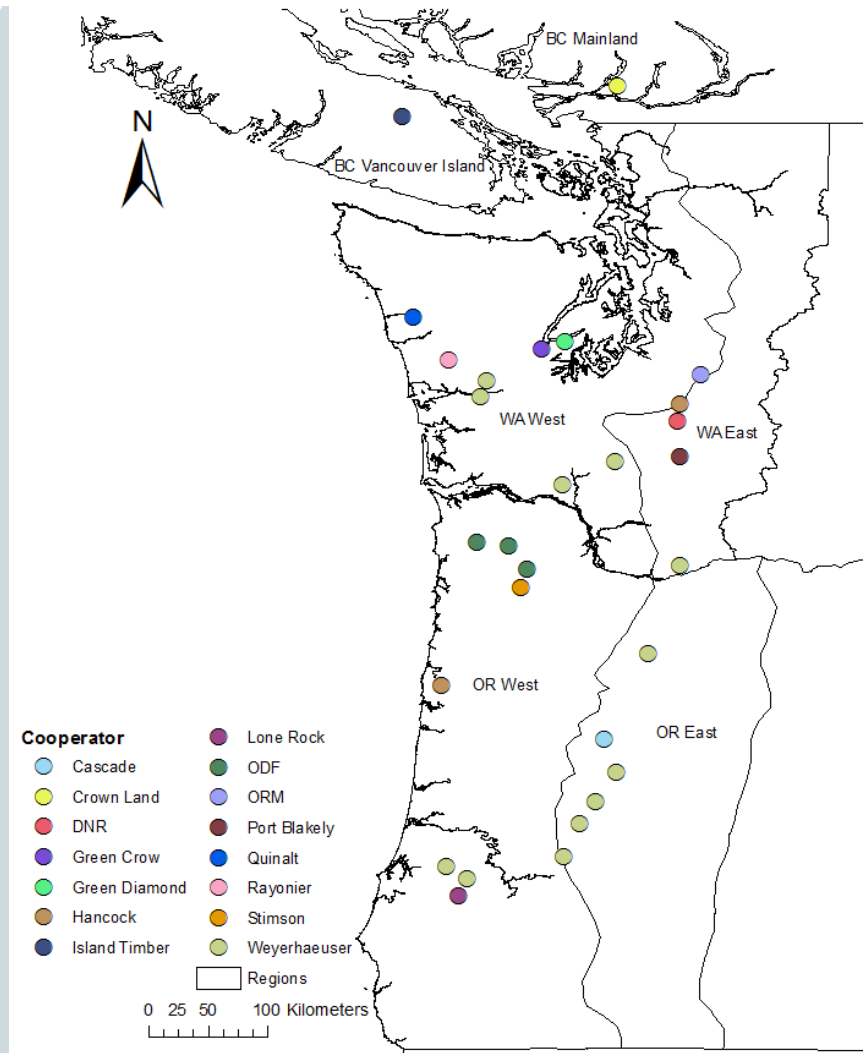 BC Mainland
N
BC Vancouver Island
WA West
WA East
OR West
OR East
Cooperator
Cascade
Crown Land
DNR
Green Crow
Green Diamond
Hancock
Island Timber
Lone Rock
ODF
ORM
Port Blakely
Quinalt
Rayonier
Stimson
Weyerhaeuser
Regions
0 25 50 100 Kilometers